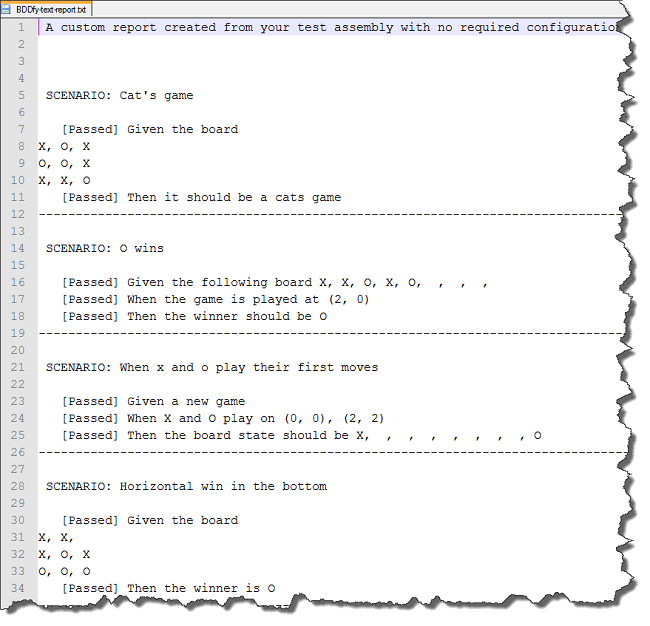 BDDfy-text-report.txt
1 A custom report created from your test assembly with no required configuration
2
3
4
5 SCENARIO: Cat's game
6
7 [Passed] Given the board
8 X, O, X
9 O, O, X
10 X, X, O
11 [Passed] Then it should be a cats game
12 --------------------------------------------------------------------------------
13
14 SCENARIO: O wins
15
16 [Passed] Given the following board X, X, O, X, O,  ,  ,  ,
17 [Passed] When the game is played at (2, 0)
18 [Passed] Then the winner should be O
19 --------------------------------------------------------------------------------
20
21 SCENARIO: When x and o play their first moves
22
23 [Passed] Given a new game
24 [Passed] When X and O play on (0, 0), (2, 2)
25 [Passed] Then the board state should be X,  ,  ,  ,  ,  ,  ,  , O
26 --------------------------------------------------------------------------------
27
28 SCENARIO: Horizontal win in the bottom
29
30 [Passed] Given the board
31 X, X,
32 X, O, X
33 O, O, O
34 [Passed] Then the winner is O